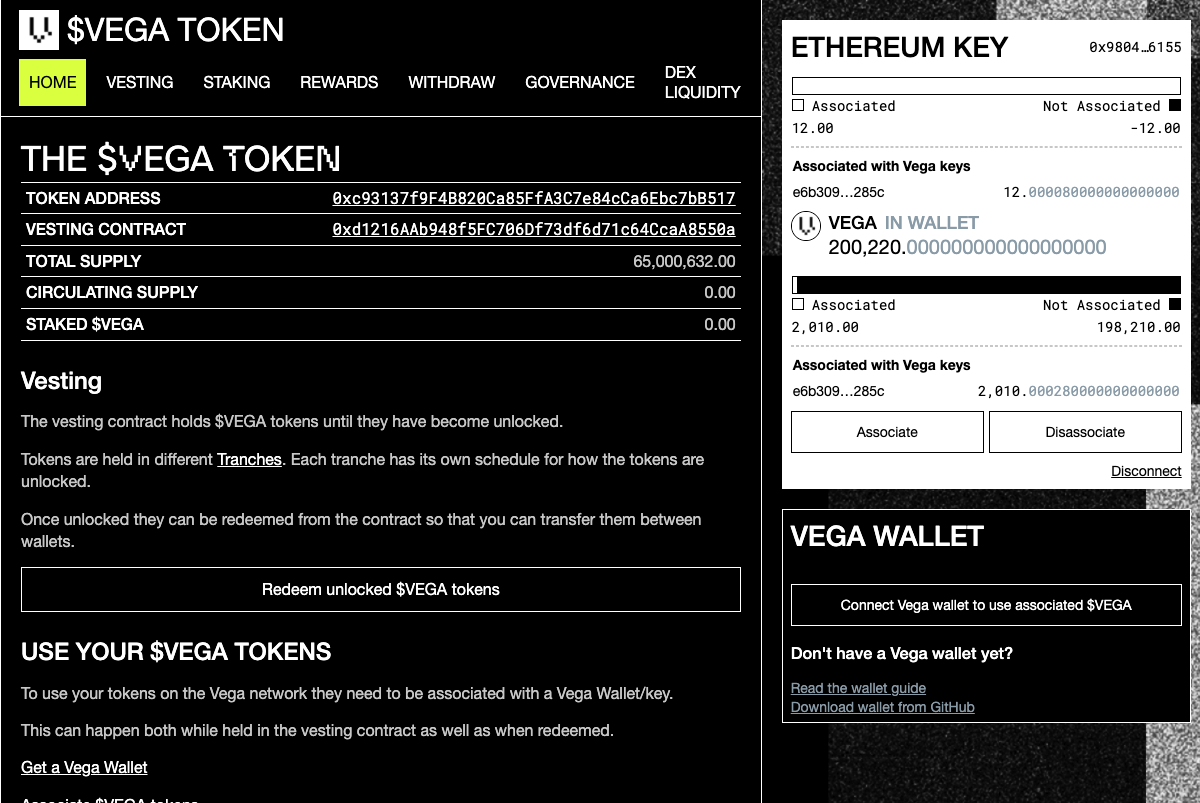 $VEGA TOKEN
HOME
VESTING
STAKING
REWARDS
WITHDRAW
GOVERNANCE
DEX
LIQUIDITY
THE $VEGA TOKEN
TOKEN ADDRESS 0xc93137f9F4B820Ca85FfA3C7e84cCa6Ebc7bB517
VESTING CONTRACT 0xd1216AAb948f5FC706Df73df6d71c64CcaA8550a
TOTAL SUPPLY 65,000,632.00
CIRCULATING SUPPLY 0.00
STAKED $VEGA 0.00
Vesting
The vesting contract holds $VEGA tokens until they have become unlocked.
Tokens are held in different Tranches. Each tranche has its own schedule for how the tokens are
unlocked.
Once unlocked they can be redeemed from the contract so that you can transfer them between
wallets.
Redeem unlocked $VEGA tokens
USE YOUR $VEGA TOKENS
To use your tokens on the Vega network they need to be associated with a Vega Wallet/key.
This can happen both while held in the vesting contract as well as when redeemed.
Get a Vega Wallet
Associate $VEGA tokens
ETHEREUM KEY 0x9804…6155
Associated Not Associated
12.00 -12.00
Associated with Vega keys
e6b309…285c 12.000080000000000000
VEGA IN WALLET
200,220.000000000000000000
Associated Not Associated
2,010.00 198,210.00
Associated with Vega keys
e6b309…285c 2,010.000280000000000000
Associate
Disassociate
Disconnect
VEGA WALLET
Connect Vega wallet to use associated $VEGA
Don't have a Vega wallet yet?
Read the wallet guide
Download wallet from GitHub